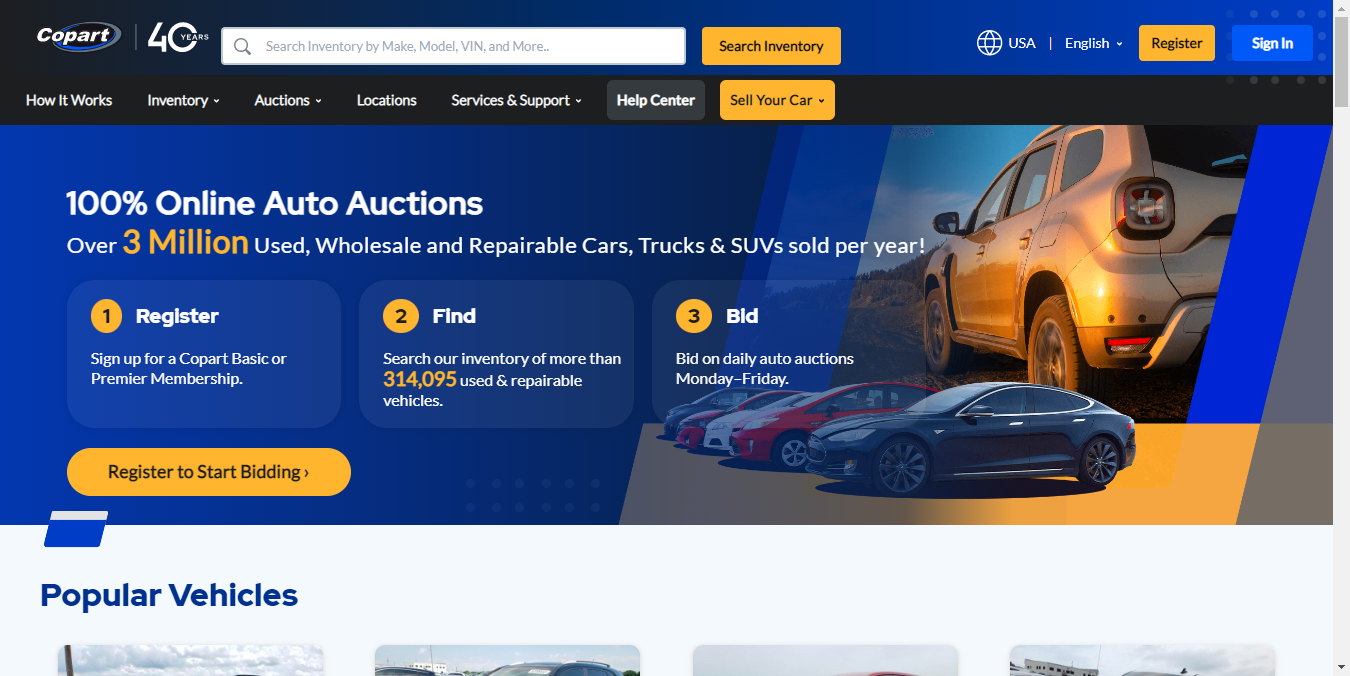 Copart
40 YEARS
Search Inventory by Make, Model, VIN, and More..
Search Inventory
USA | English
Register
Sign In
How It Works
Inventory
Auctions
Locations
Services & Support
Help Center
Sell Your Car
100% Online Auto Auctions
Over 3 Million Used, Wholesale and Repairable Cars, Trucks & SUVs sold per year!
1 Register
Sign up for a Copart Basic or
Premier Membership.
2 Find
Search our inventory of more than
314,095 used & repairable
vehicles.
3 Bid
Bid on daily auto auctions
Monday–Friday.
Register to Start Bidding ›
Popular Vehicles